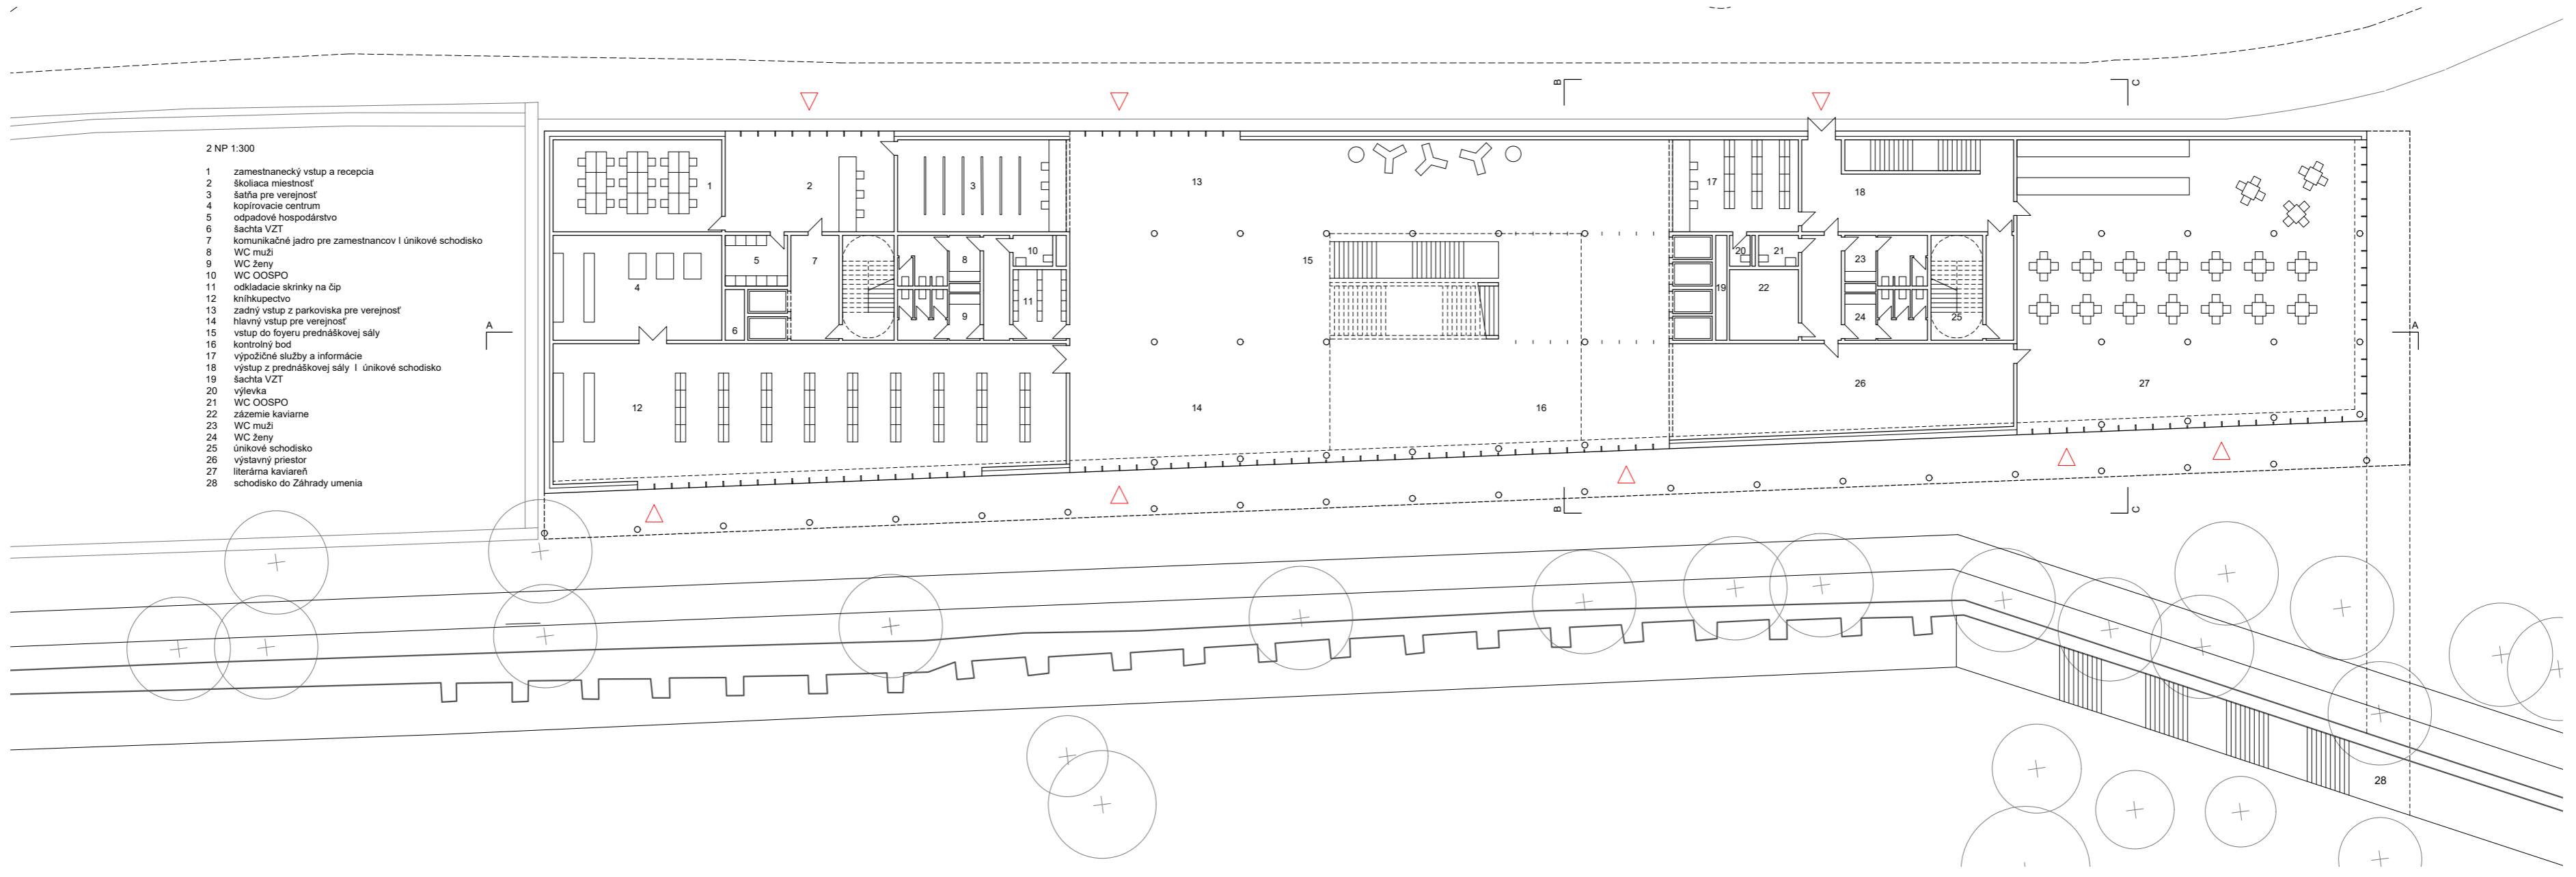 B
C
2 NP 1:300
1 zamestnanecký vstup a recepcia
2 školiaca miestnosť
3 šatňa pre verejnosť
4 kopírovacie centrum
5 odpadové hospodárstvo
6 šachta VZT
7 komunikačné jadro pre zamestnancov I únikové schodisko
8 WC muži
9 WC ženy
10 WC OOSPO
11 odkladacie skrinky na čip
12 kníhkupectvo
13 zadný vstup z parkoviska pre verejnosť
14 hlavný vstup pre verejnosť
15 vstup do foyeru prednáškovej sály
16 kontrolný bod
17 výpožičné služby a informácie
18 výstup z prednáškovej sály I únikové schodisko
19 šachta VZT
20 výlevka
21 WC OOSPO
22 zázemie kaviarne
23 WC muži
24 WC ženy
25 únikové schodisko
26 výstavný priestor
27 literárna kaviareň
28 schodisko do Záhrady umenia
1
2
3
13
17
18
4
5
6
7
8
9
10
11
15
19
20
21
22
23
24
25
A
A
12
14
16
26
27
B
C
28